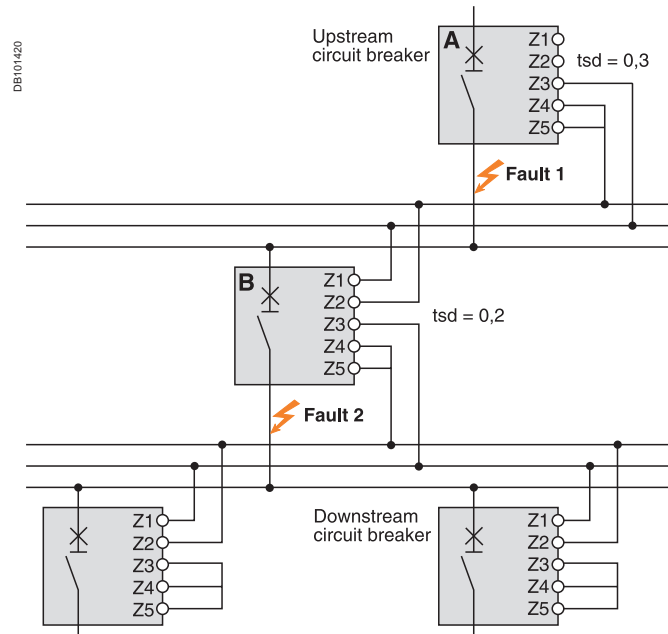 DB101420
Upstream
circuit breaker
A
Z1
Z2
Z3
Z4
Z5
tsd = 0,3
Fault 1
B
Z1
Z2
Z3
Z4
Z5
tsd = 0,2
Fault 2
Z1
Z2
Z3
Z4
Z5
Downstream
circuit breaker
Z1
Z2
Z3
Z4
Z5